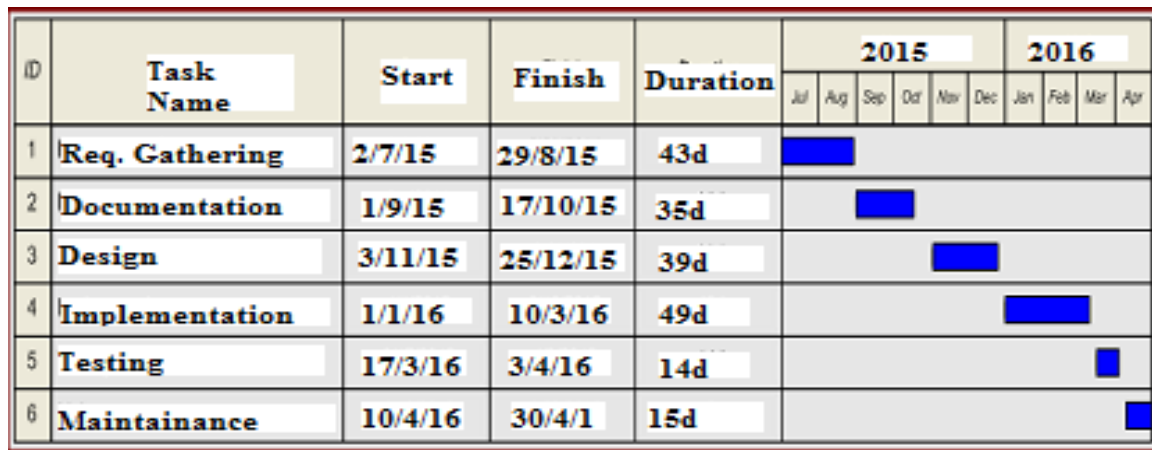 ID Task Name Start Finish Duration 2015 2016
Jul Aug Sep Oct Nov Dec Jan Feb Mar Apr
1 Req. Gathering 2/7/15 29/8/15 43d
2 Documentation 1/9/15 17/10/15 35d
3 Design 3/11/15 25/12/15 39d
4 Implementation 1/1/16 10/3/16 49d
5 Testing 17/3/16 3/4/16 14d
6 Maintainance 10/4/16 30/4/1 15d